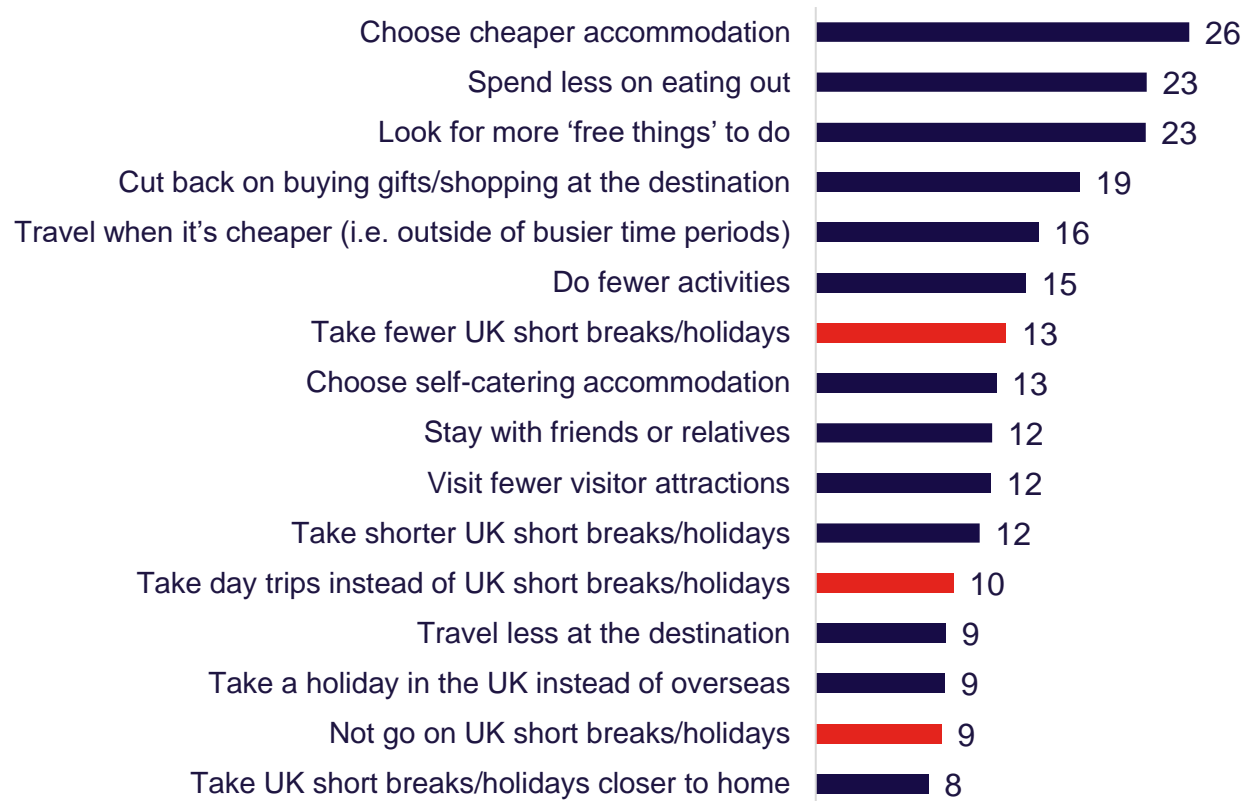 Choose cheaper accommodation 26
Spend less on eating out 23
Look for more ‘free things’ to do 23
Cut back on buying gifts/shopping at the destination 19
Travel when it’s cheaper (i.e. outside of busier time periods) 16
Do fewer activities 15
Take fewer UK short breaks/holidays 13
Choose self-catering accommodation 13
Stay with friends or relatives 12
Visit fewer visitor attractions 12
Take shorter UK short breaks/holidays 12
Take day trips instead of UK short breaks/holidays 10
Travel less at the destination 9
Take a holiday in the UK instead of overseas 9
Not go on UK short breaks/holidays 9
Take UK short breaks/holidays closer to home 8